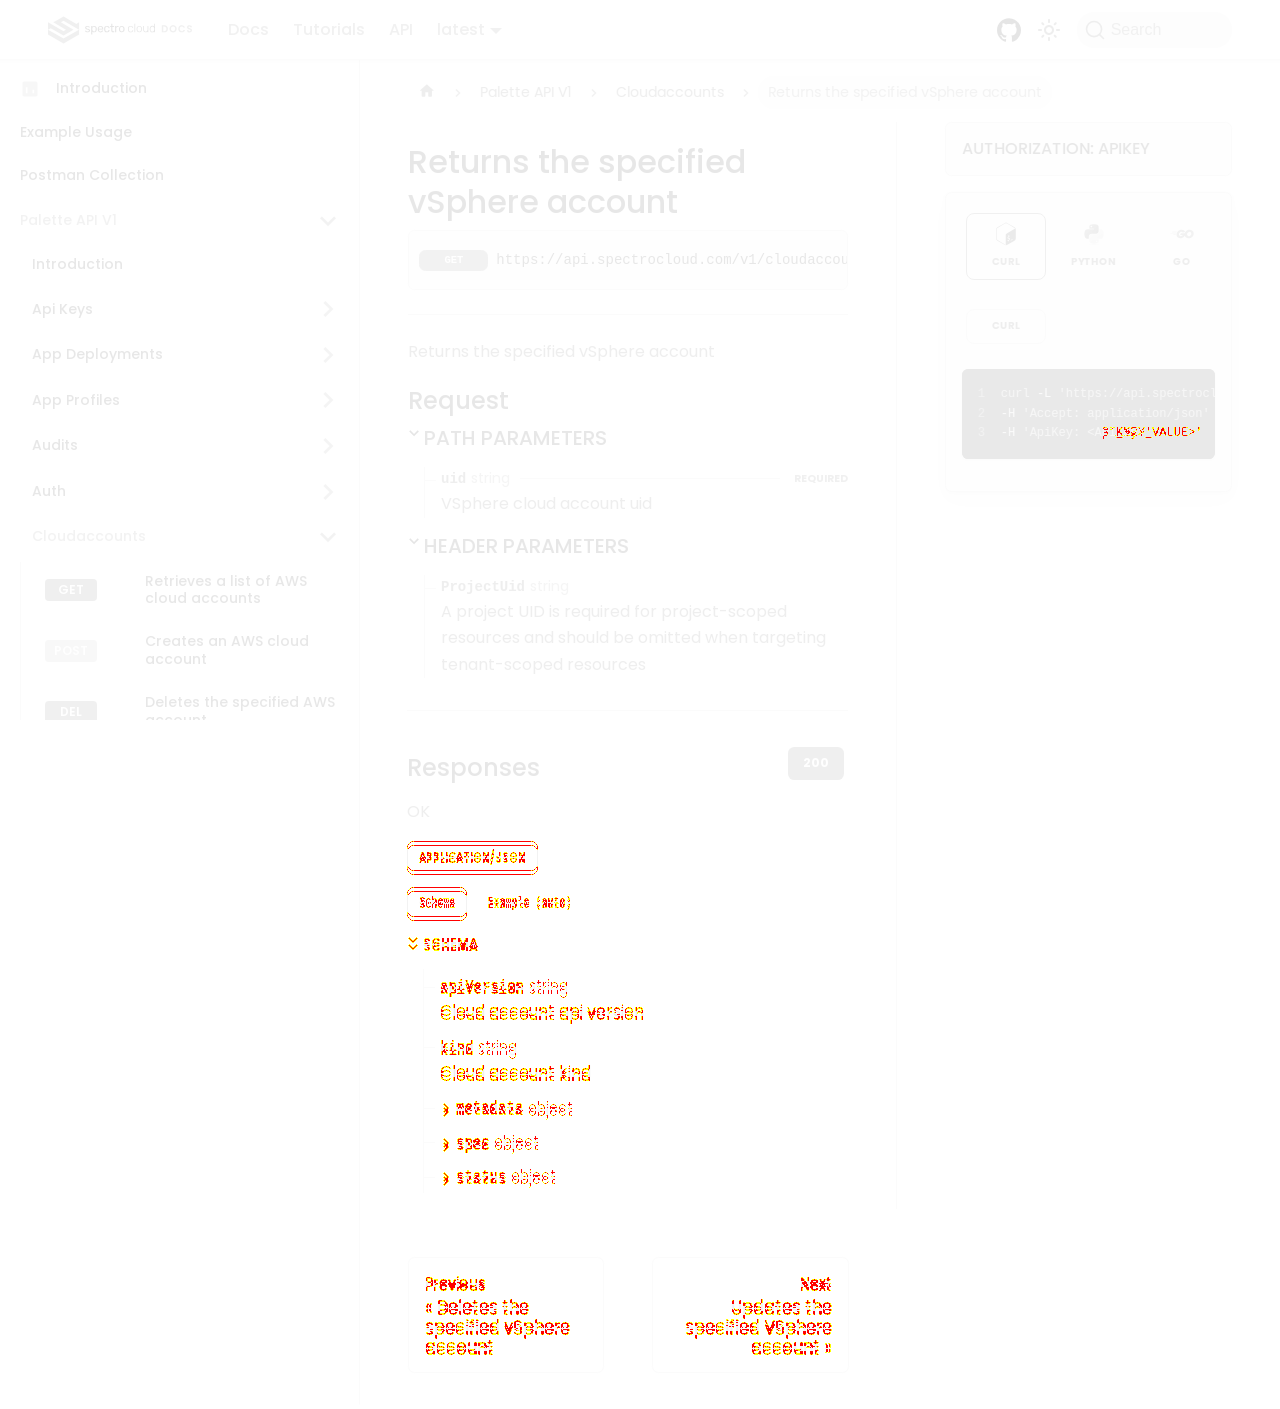 spectro cloud DOCS
Docs
Tutorials
API
latest
Search
Introduction
Example Usage
Postman Collection
Palette API V1
Introduction
Api Keys
App Deployments
App Profiles
Audits
Auth
Cloudaccounts
GET Retrieves a list of AWS
cloud accounts
POST Creates an AWS cloud
account
DEL Deletes the specified AWS
account
Palette API V1
Cloudaccounts
Returns the specified vSphere account
Returns the specified
vSphere account
GET https://api.spectrocloud.com/v1/cloudaccou
Returns the specified vSphere account
Request
PATH PARAMETERS
uid string REQUIRED
VSphere cloud account uid
HEADER PARAMETERS
ProjectUid string
A project UID is required for project-scoped
resources and should be omitted when targeting
tenant-scoped resources
Responses
200
OK
APPLICATION/JSON
Schema
Example (auto)
SCHEMA
apiVersion string
Cloud account api version
kind string
Cloud account kind
metadata object
spec object
status object
Previous
« Deletes the
specified VSphere
account
Next
Updates the
specified VSphere
account »
AUTHORIZATION: APIKEY
CURL
PYTHON
GO
GO
CURL
1 curl -L 'https://api.spectrocl
2 -H 'Accept: application/json'
3 -H 'ApiKey: <API_KEY_VALUE>'